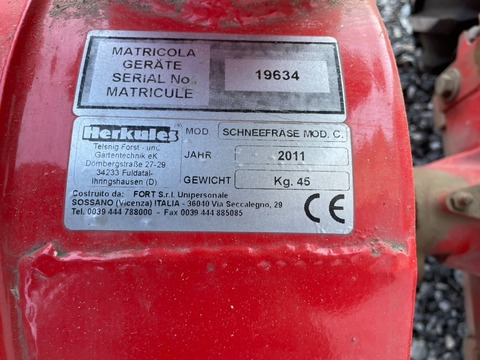 MATRICOLA
GERÄTE
SERIAL No.
MATRICULE
19634
Herkules
Telsnig Forst - und
Gartentechnik eK
Dörnbergstraße 27-29
34233 Fuldatal-
Ihringshausen (D)
MOD. SCHNEEFRÄSE MOD. C.
JAHR 2011
GEWICHT Kg. 45
Costruito da: FORT S.r.l. Unipersonale
SOSSANO (Vicenza) ITALIA - 36040 Via Seccalegno, 29
Tel. 0039 444 788000 - Fax 0039 444 885085
CE